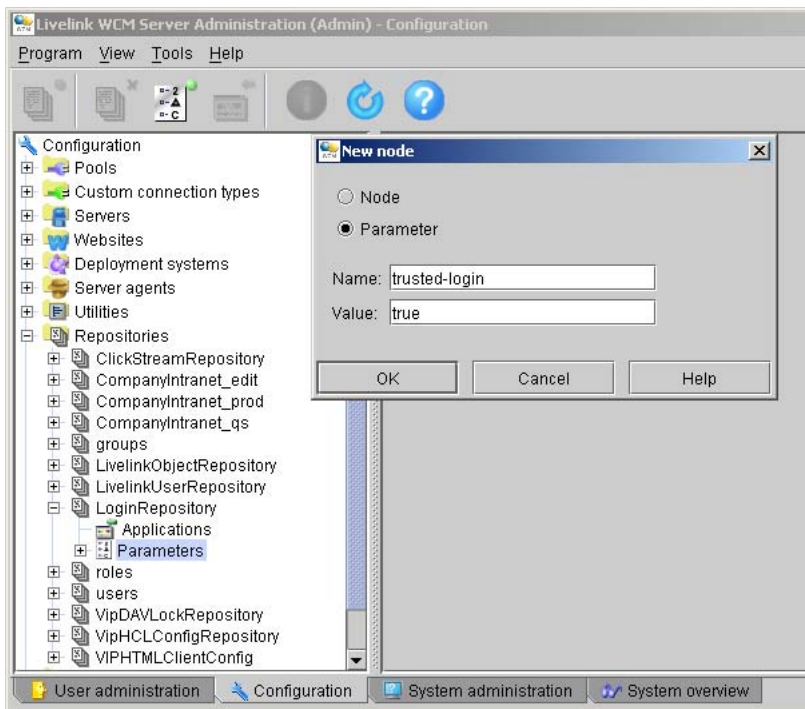 Livelink WCM Server Administration (Admin) - Configuration
Program View Tools Help
Configuration
Pools
Custom connection types
Servers
Websites
Deployment systems
Server agents
Utilities
Repositories
ClickStreamRepository
CompanyIntranet_edit
CompanyIntranet_prod
CompanyIntranet_qs
groups
LivelinkObjectRepository
LivelinkUserRepository
LoginRepository
Applications
Parameters
roles
users
VipDAVLockRepository
VipHCLConfigRepository
VIPHTMLClientConfig
New node
Node
Parameter
Name: trusted-login
Value: true
OK Cancel Help
User administration Configuration System administration System overview